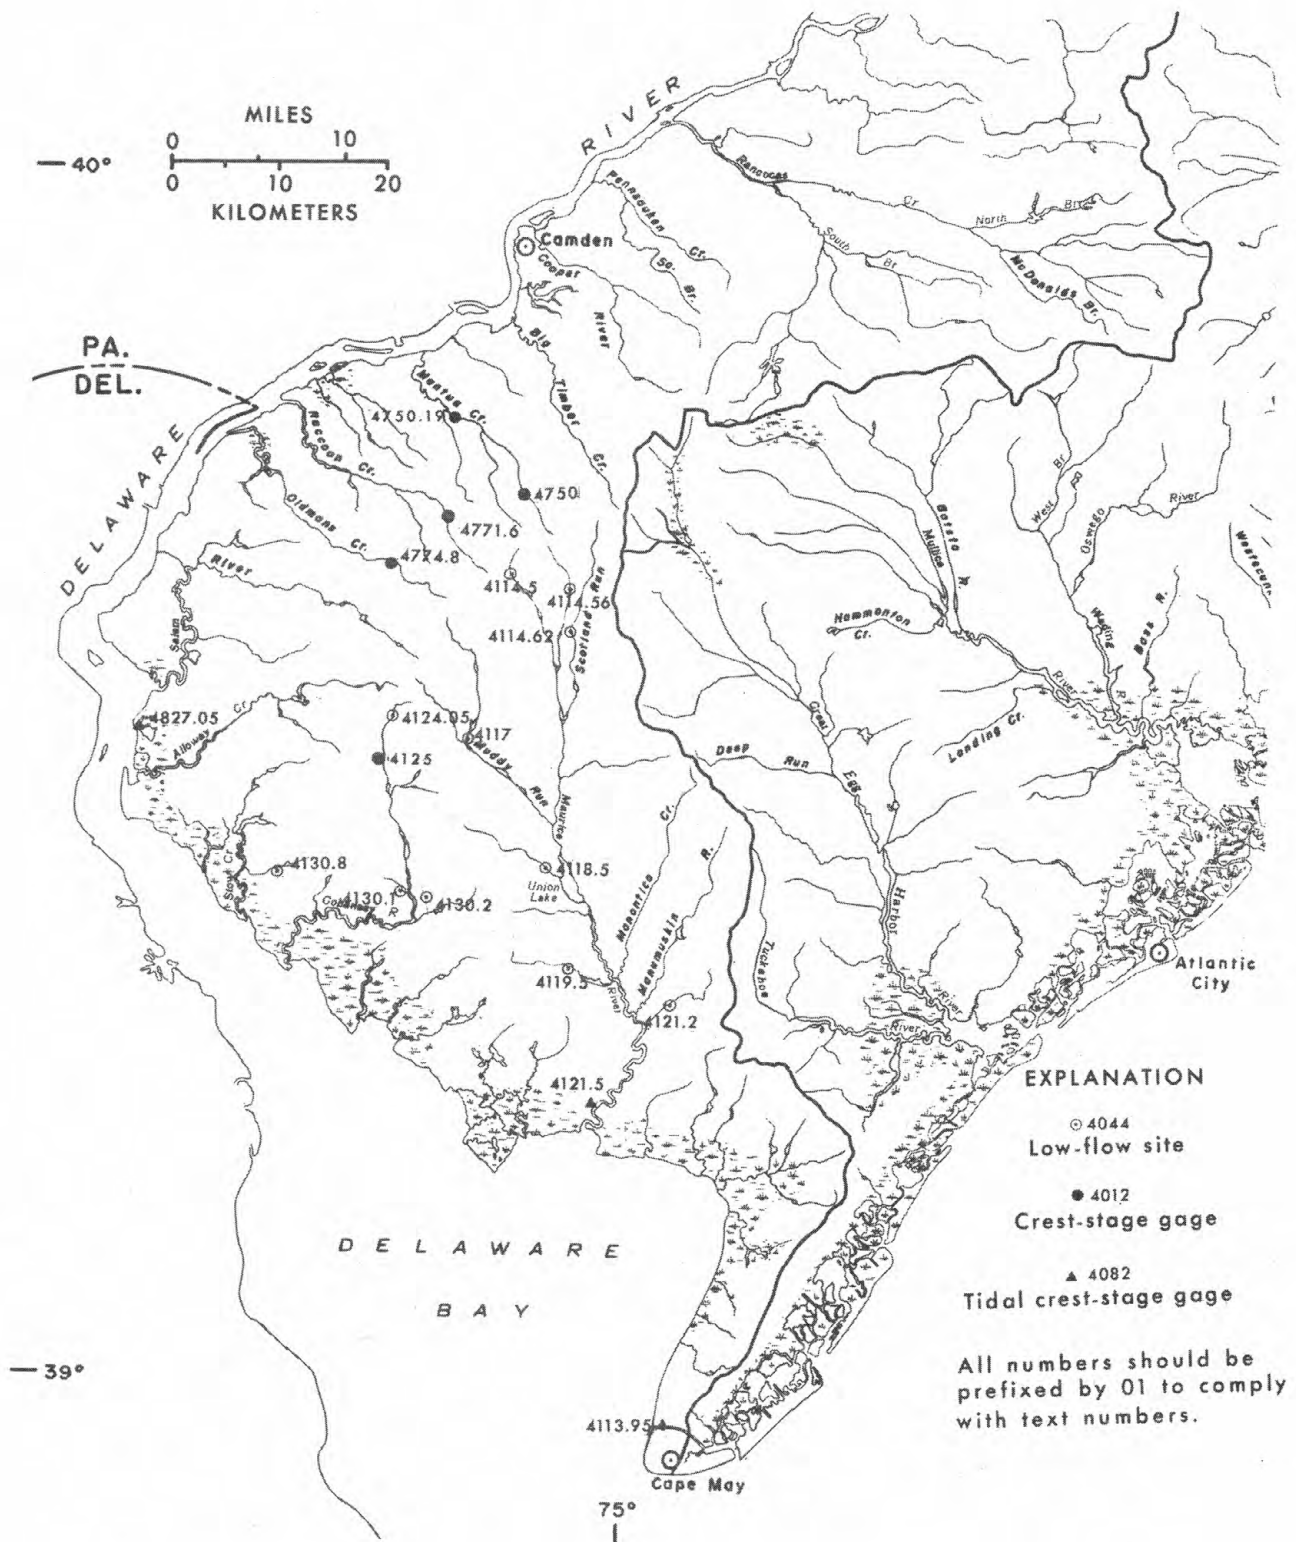 MILES
0 10
40°
0 10 20
KILOMETERS
DELAWARE
RIVER
PA.
DEL.
Rancocas
Cr
North
Br
South
Br
McDonalds Br.
Pennsauken
Cr.
So.
Br.
Camden
Cooper
River
Big
Timber
Cr.
Mantua
Cr.
4750.19
Raccoon
Cr.
4750
Oldmans
Cr.
4771.6
4774.8
River
Salem
4114.5
4114.56
4114.62
Scotland Run
Batsto
R
Mullica
River
Hammonton
Cr.
West
Br
Oswego
River
Wading
R
Bass R.
Landing Cr.
4827.05
Alloway
Cr
4124.05
4125
4117
Muddy
Run
Maurice
River
Deep
Run
Great
Egg
Harbor
River
4130.8
Stow Cr
4130.1
4130.2
R
4118.5
Union
Lake
Manantico
Cr.
Manumuskin
R.
4119.5
4121.2
Tuckahoe
River
4121.5
Atlantic
City
EXPLANATION
4044
Low-flow site
4012
Crest-stage gage
4082
Tidal crest-stage gage
All numbers should be
prefixed by 01 to comply
with text numbers.
DELAWARE
BAY
39°
4113.95
Cape May
75°